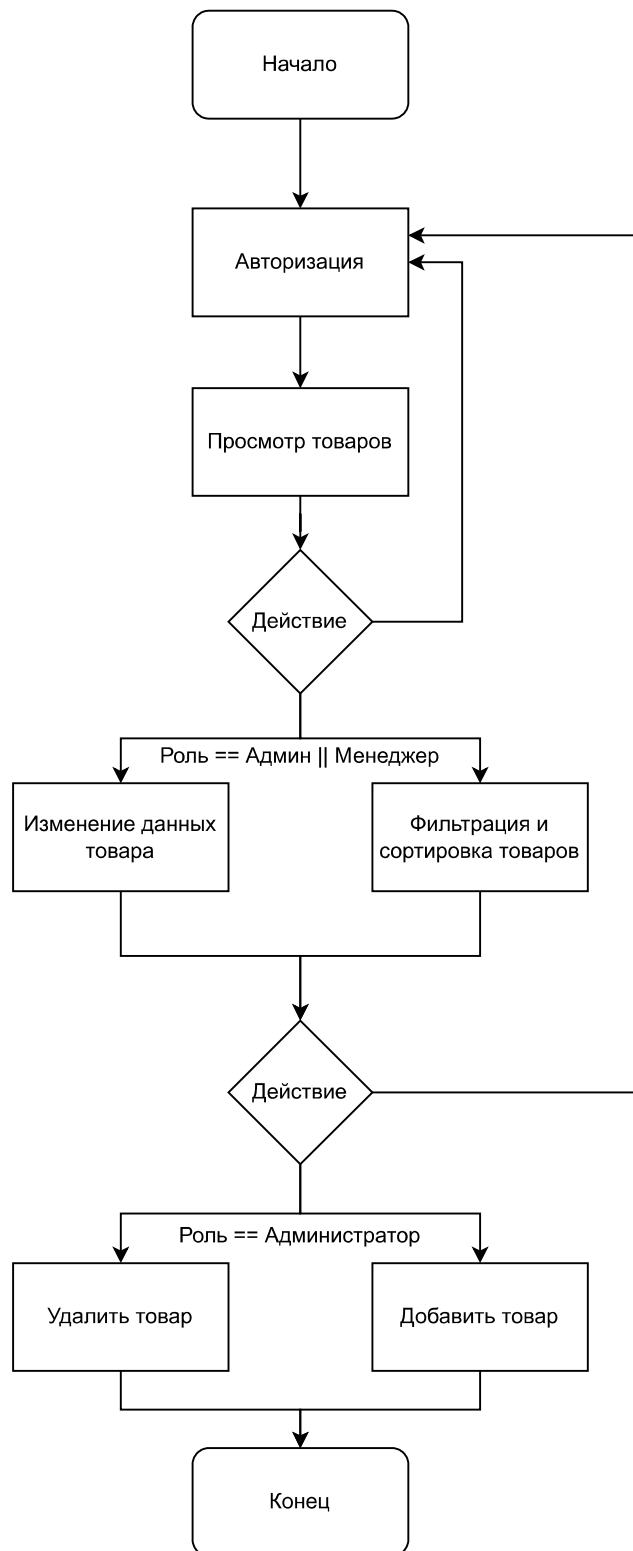 Начало
Авторизация
Просмотр товаров
Действие
Роль == Админ || Менеджер
Изменение данных
товара
Фильтрация и
сортировка товаров
Действие
Роль == Администратор
Удалить товар
Добавить товар
Конец